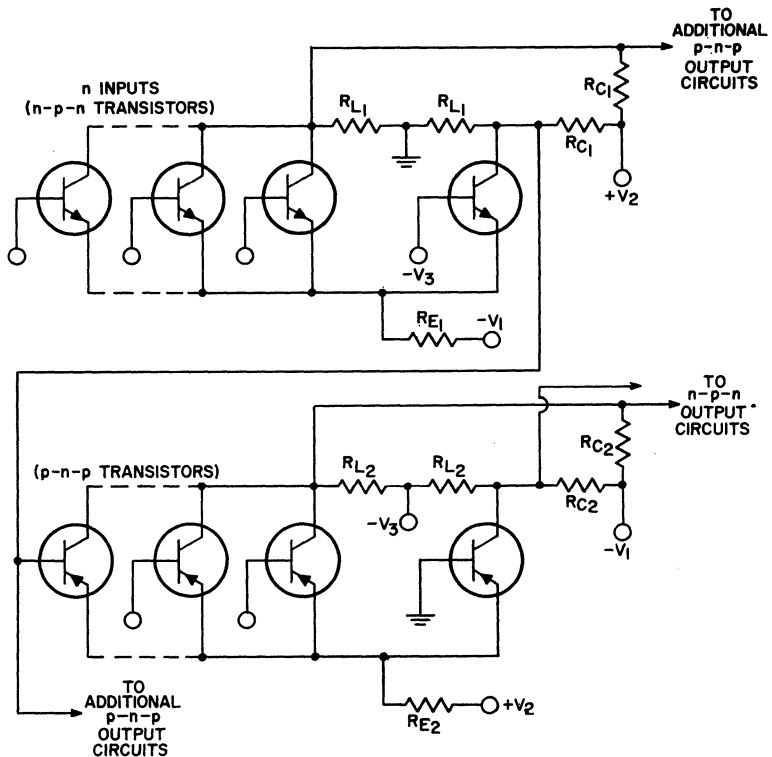 TO
ADDITIONAL
p-n-p
OUTPUT
CIRCUITS
n INPUTS
(n-p-n TRANSISTORS)
RL1
RL1
RC1
RC1
+V2
-V3
RE1
-V1
TO
n-p-n
OUTPUT
CIRCUITS
(p-n-p TRANSISTORS)
RL2
RL2
RC2
RC2
-V3
-V1
TO
ADDITIONAL
p-n-p
OUTPUT
CIRCUITS
RE2
+V2